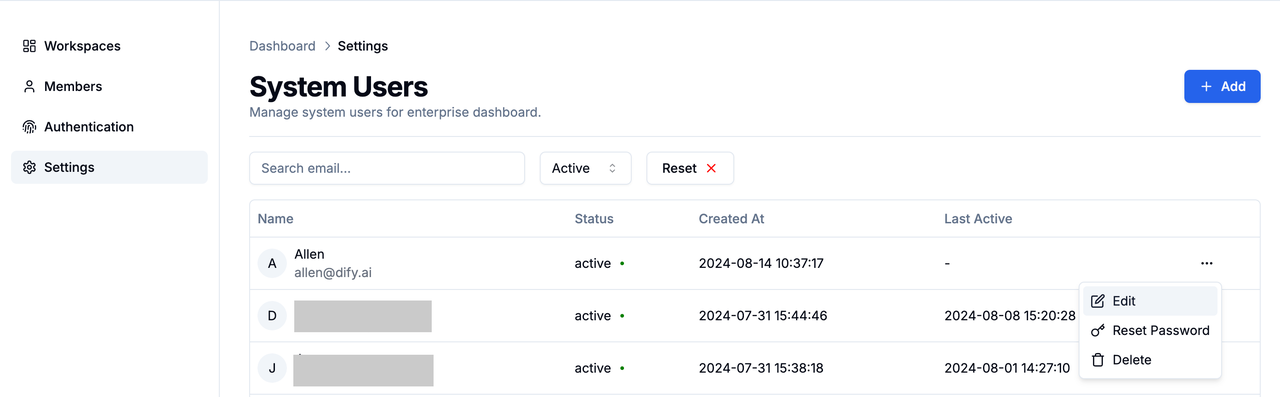 Workspaces
Members
Authentication
Settings
Dashboard > Settings
System Users
Manage system users for enterprise dashboard.
+ Add
Search email...
Active
Reset
Name Status Created At Last Active
A Allen active 2024-08-14 10:37:17 - ...
allen@dify.ai
D active 2024-07-31 15:44:46 2024-08-08 15:20:28
J active 2024-07-31 15:38:18 2024-08-01 14:27:10
Edit
Reset Password
Delete